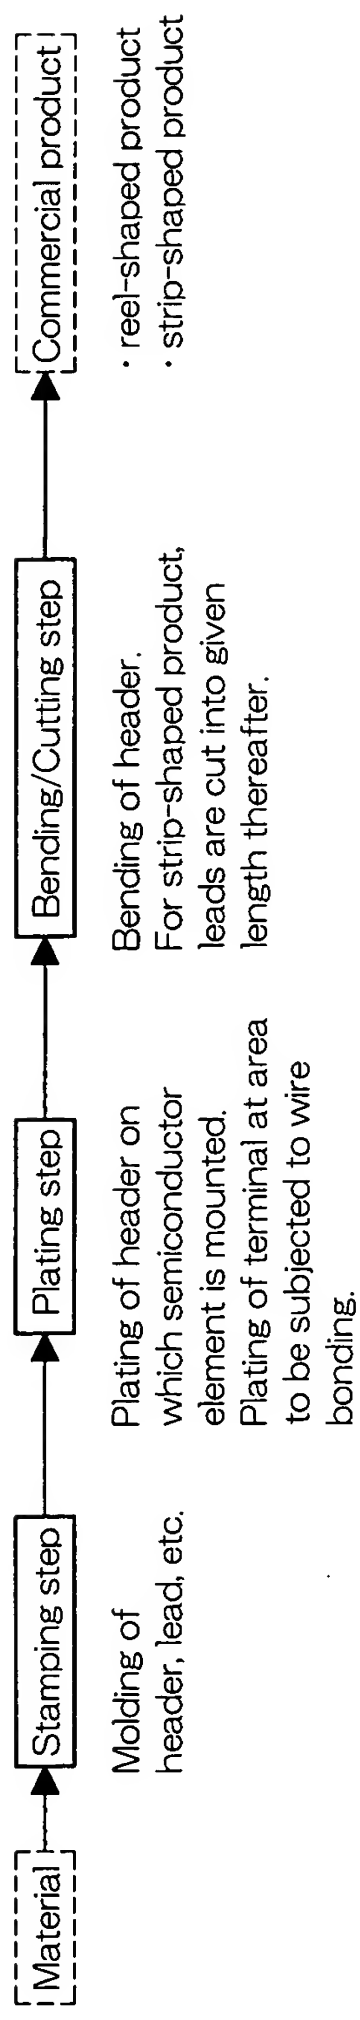 Material
Stamping step
Molding of
header, lead, etc.
Plating step
Plating of header on
which semiconductor
element is mounted.
Plating of terminal at area
to be subjected to wire
bonding.
Bending/Cutting step
Bending of header.
For strip-shaped product,
leads are cut into given
length thereafter.
Commercial product
· reel-shaped product
· strip-shaped product